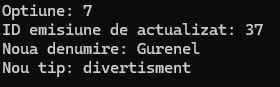 Optiune: 7
ID emisiune de actualizat: 37
Noua denumire: Gurenel
Nou tip: divertisment